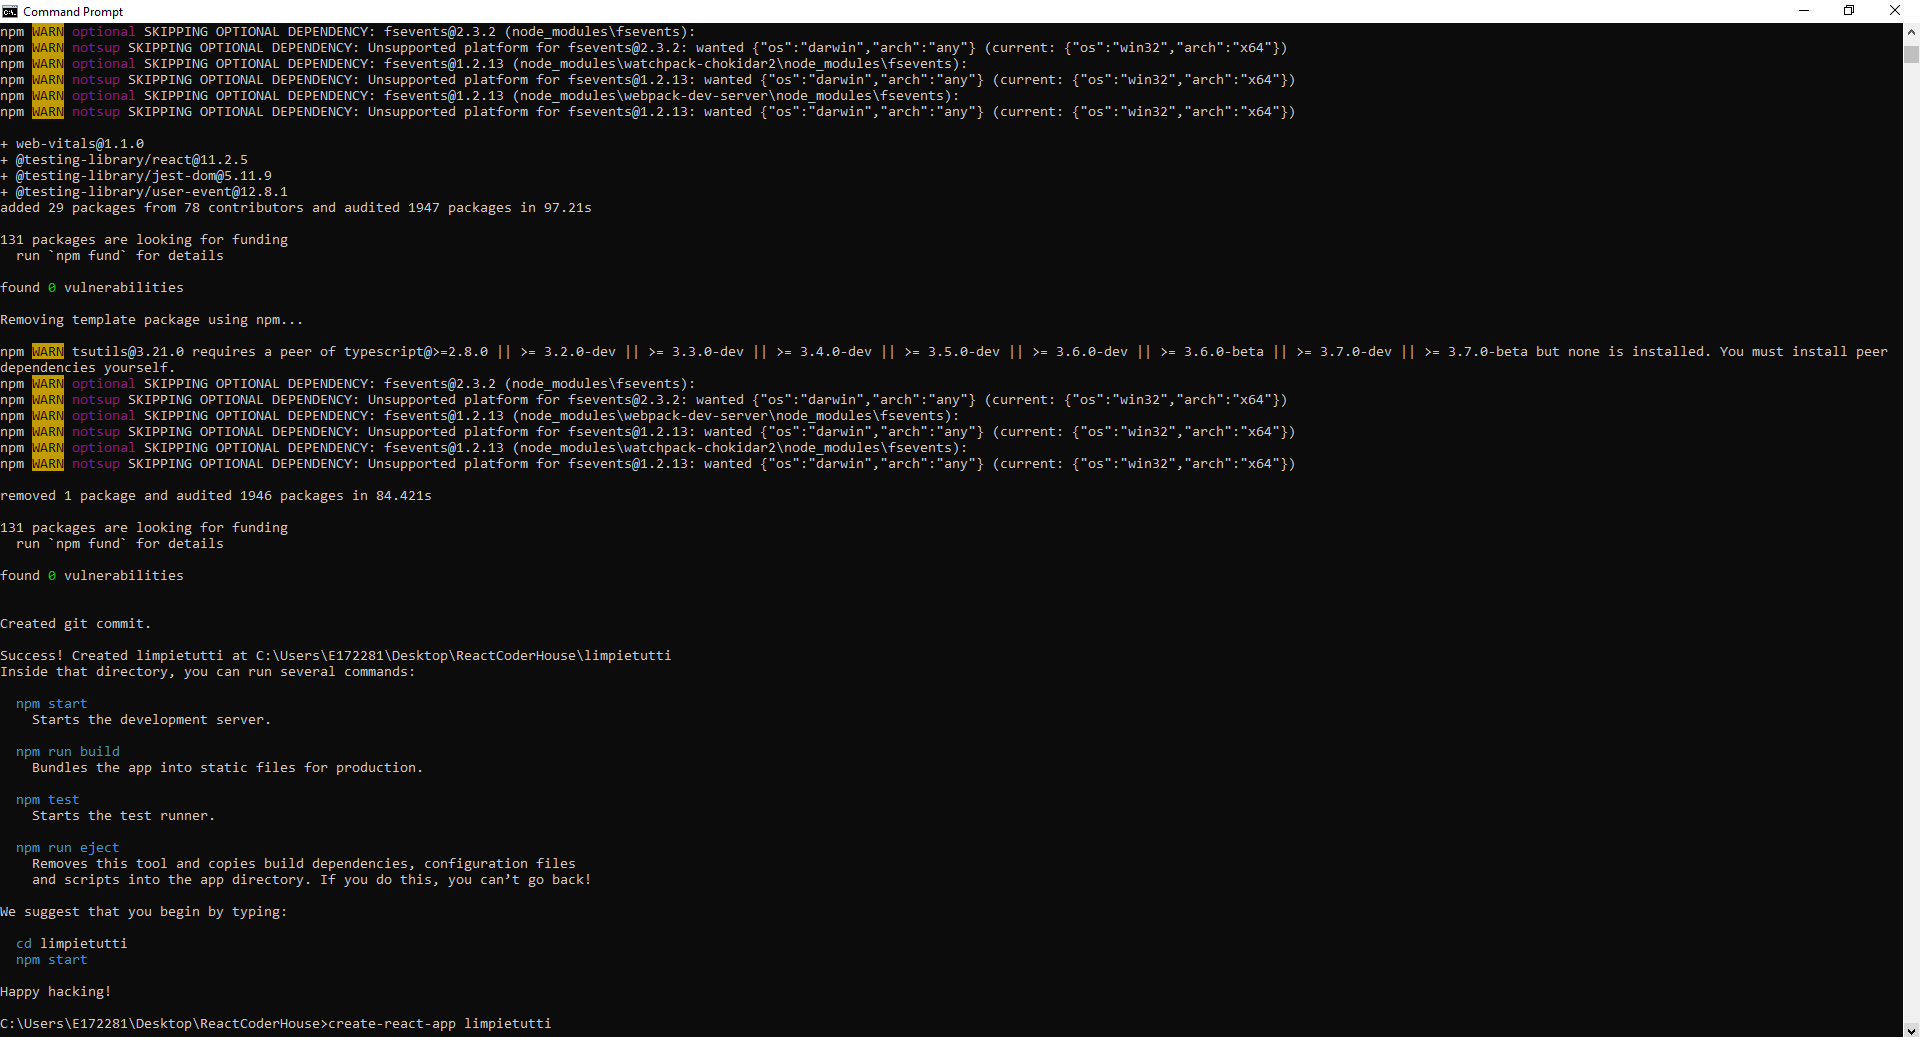 Command Prompt
npm WARN optional SKIPPING OPTIONAL DEPENDENCY: fsevents@2.3.2 (node_modules\fsevents):
npm WARN notsup SKIPPING OPTIONAL DEPENDENCY: Unsupported platform for fsevents@2.3.2: wanted {"os":"darwin","arch":"any"} (current: {"os":"win32","arch":"x64"})
npm WARN optional SKIPPING OPTIONAL DEPENDENCY: fsevents@1.2.13 (node_modules\watchpack-chokidar2\node_modules\fsevents):
npm WARN notsup SKIPPING OPTIONAL DEPENDENCY: Unsupported platform for fsevents@1.2.13: wanted {"os":"darwin","arch":"any"} (current: {"os":"win32","arch":"x64"})
npm WARN optional SKIPPING OPTIONAL DEPENDENCY: fsevents@1.2.13 (node_modules\webpack-dev-server\node_modules\fsevents):
npm WARN notsup SKIPPING OPTIONAL DEPENDENCY: Unsupported platform for fsevents@1.2.13: wanted {"os":"darwin","arch":"any"} (current: {"os":"win32","arch":"x64"})
+ web-vitals@1.1.0
+ @testing-library/react@11.2.5
+ @testing-library/jest-dom@5.11.9
+ @testing-library/user-event@12.8.1
added 29 packages from 78 contributors and audited 1947 packages in 97.21s
131 packages are looking for funding
run `npm fund` for details
found 0 vulnerabilities
Removing template package using npm...
npm WARN tsutils@3.21.0 requires a peer of typescript@>=2.8.0 || >= 3.2.0-dev || >= 3.3.0-dev || >= 3.4.0-dev || >= 3.5.0-dev || >= 3.6.0-dev || >= 3.6.0-beta || >= 3.7.0-dev || >= 3.7.0-beta but none is installed. You must install peer
dependencies yourself.
npm WARN optional SKIPPING OPTIONAL DEPENDENCY: fsevents@2.3.2 (node_modules\fsevents):
npm WARN notsup SKIPPING OPTIONAL DEPENDENCY: Unsupported platform for fsevents@2.3.2: wanted {"os":"darwin","arch":"any"} (current: {"os":"win32","arch":"x64"})
npm WARN optional SKIPPING OPTIONAL DEPENDENCY: fsevents@1.2.13 (node_modules\webpack-dev-server\node_modules\fsevents):
npm WARN notsup SKIPPING OPTIONAL DEPENDENCY: Unsupported platform for fsevents@1.2.13: wanted {"os":"darwin","arch":"any"} (current: {"os":"win32","arch":"x64"})
npm WARN optional SKIPPING OPTIONAL DEPENDENCY: fsevents@1.2.13 (node_modules\watchpack-chokidar2\node_modules\fsevents):
npm WARN notsup SKIPPING OPTIONAL DEPENDENCY: Unsupported platform for fsevents@1.2.13: wanted {"os":"darwin","arch":"any"} (current: {"os":"win32","arch":"x64"})
removed 1 package and audited 1946 packages in 84.421s
131 packages are looking for funding
run `npm fund` for details
found 0 vulnerabilities
Created git commit.
Success! Created limpietutti at C:\Users\E172281\Desktop\ReactCoderHouse\limpietutti
Inside that directory, you can run several commands:
npm start
Starts the development server.
npm run build
Bundles the app into static files for production.
npm test
Starts the test runner.
npm run eject
Removes this tool and copies build dependencies, configuration files
and scripts into the app directory. If you do this, you can’t go back!
We suggest that you begin by typing:
cd limpietutti
npm start
Happy hacking!
C:\Users\E172281\Desktop\ReactCoderHouse>create-react-app limpietutti